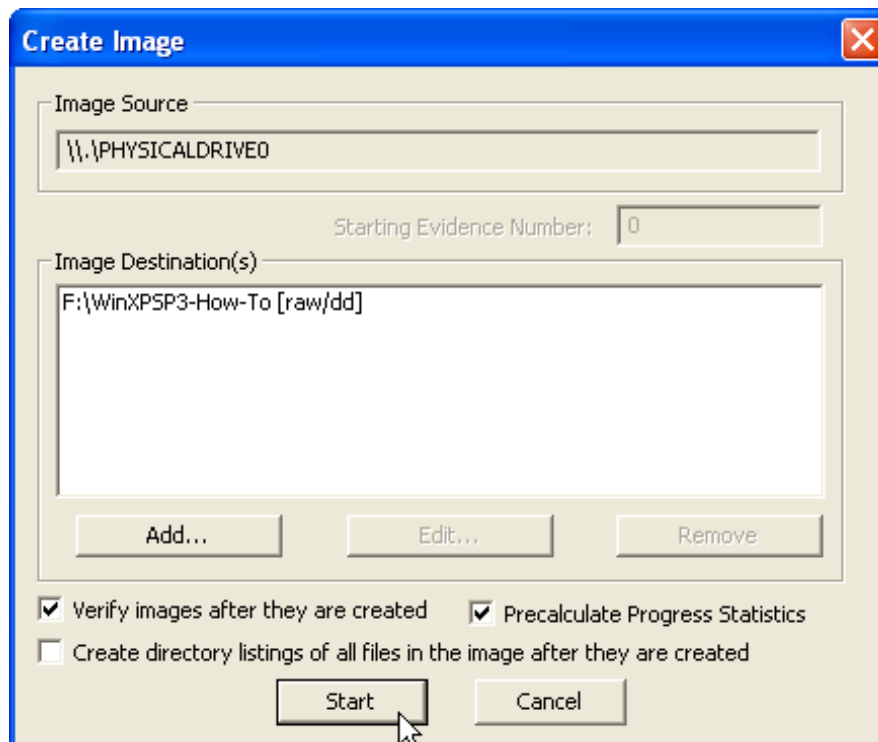 Create Image
Image Source
\\.\PHYSICALDRIVE0
Starting Evidence Number: 0
Image Destination(s)
F:\WinXPSP3-How-To [raw/dd]
Add... Edit... Remove
Verify images after they are created Precalculate Progress Statistics
Create directory listings of all files in the image after they are created
Start Cancel